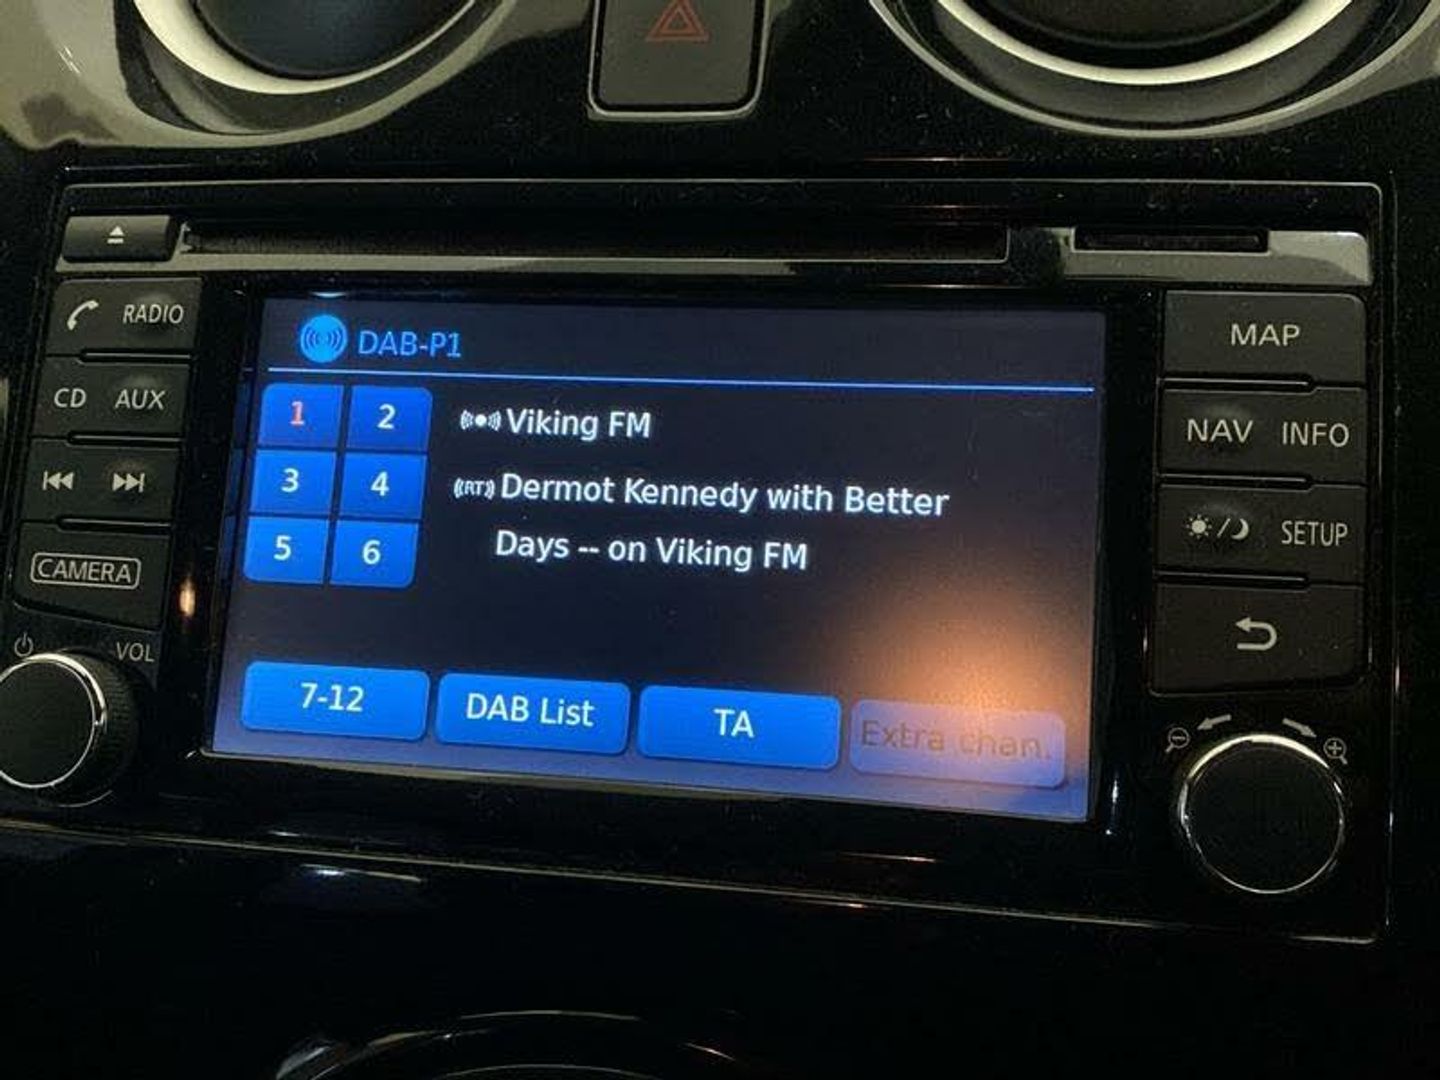 RADIO
CD AUX
CAMERA
VOL
DAB-P1
1 2
3 4
5 6
Viking FM
(RT) Dermot Kennedy with Better
Days -- on Viking FM
7-12 DAB List TA Extra chan.
MAP
NAV INFO
SETUP